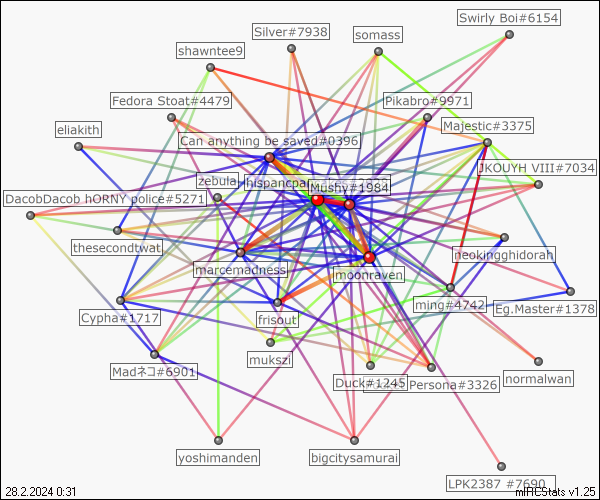 Swirly Boi#6154
Silver#7938
somass
shawntee9
Fedora Stoat#4479
Pikabro#9971
Majestic#3375
eliakith
Can anything be saved#0396
JKOUYH VIII#7034
zebulal
Mushy#1984
DacobDacob hORNY police#5271
thesecondtwat
neokingghidorah
marcemadness
moonraven
ming#4742
Eg.Master#1378
Cypha#1717
frisout
mukszi
Madネコ#6901
Duck#1245
Persona#3326
normalwan
yoshimanden
bigcitysamurai
LPK2387 #7690
28.2.2024 0:31
mIRCStats v1.25